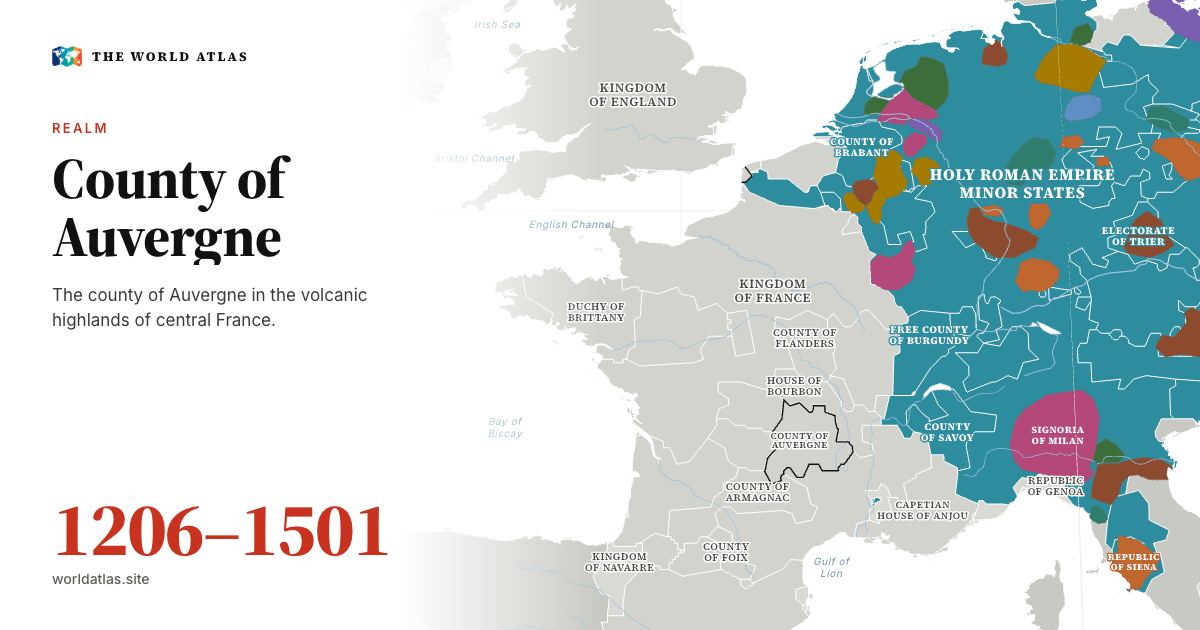 THE WORLD ATLAS
REALM
County of
Auvergne
The county of Auvergne in the volcanic
highlands of central France.
1206–1501
worldatlas.site
Irish Sea
KINGDOM
OF ENGLAND
Bristol Channel
English Channel
COUNTY OF
BRABANT
HOLY ROMAN EMPIRE
MINOR STATES
ELECTORATE
OF TRIER
KINGDOM
OF FRANCE
DUCHY OF
BRITTANY
COUNTY OF
FLANDERS
FREE COUNTY
OF BURGUNDY
HOUSE OF
BOURBON
Bay of
Biscay
COUNTY OF
AUVERGNE
COUNTY
OF SAVOY
SIGNORIA
OF MILAN
COUNTY OF
ARMAGNAC
REPUBLIC
OF GENOA
CAPETIAN
HOUSE OF ANJOU
KINGDOM
OF NAVARRE
COUNTY
OF FOIX
Gulf of
Lion
REPUBLIC
OF SIENA